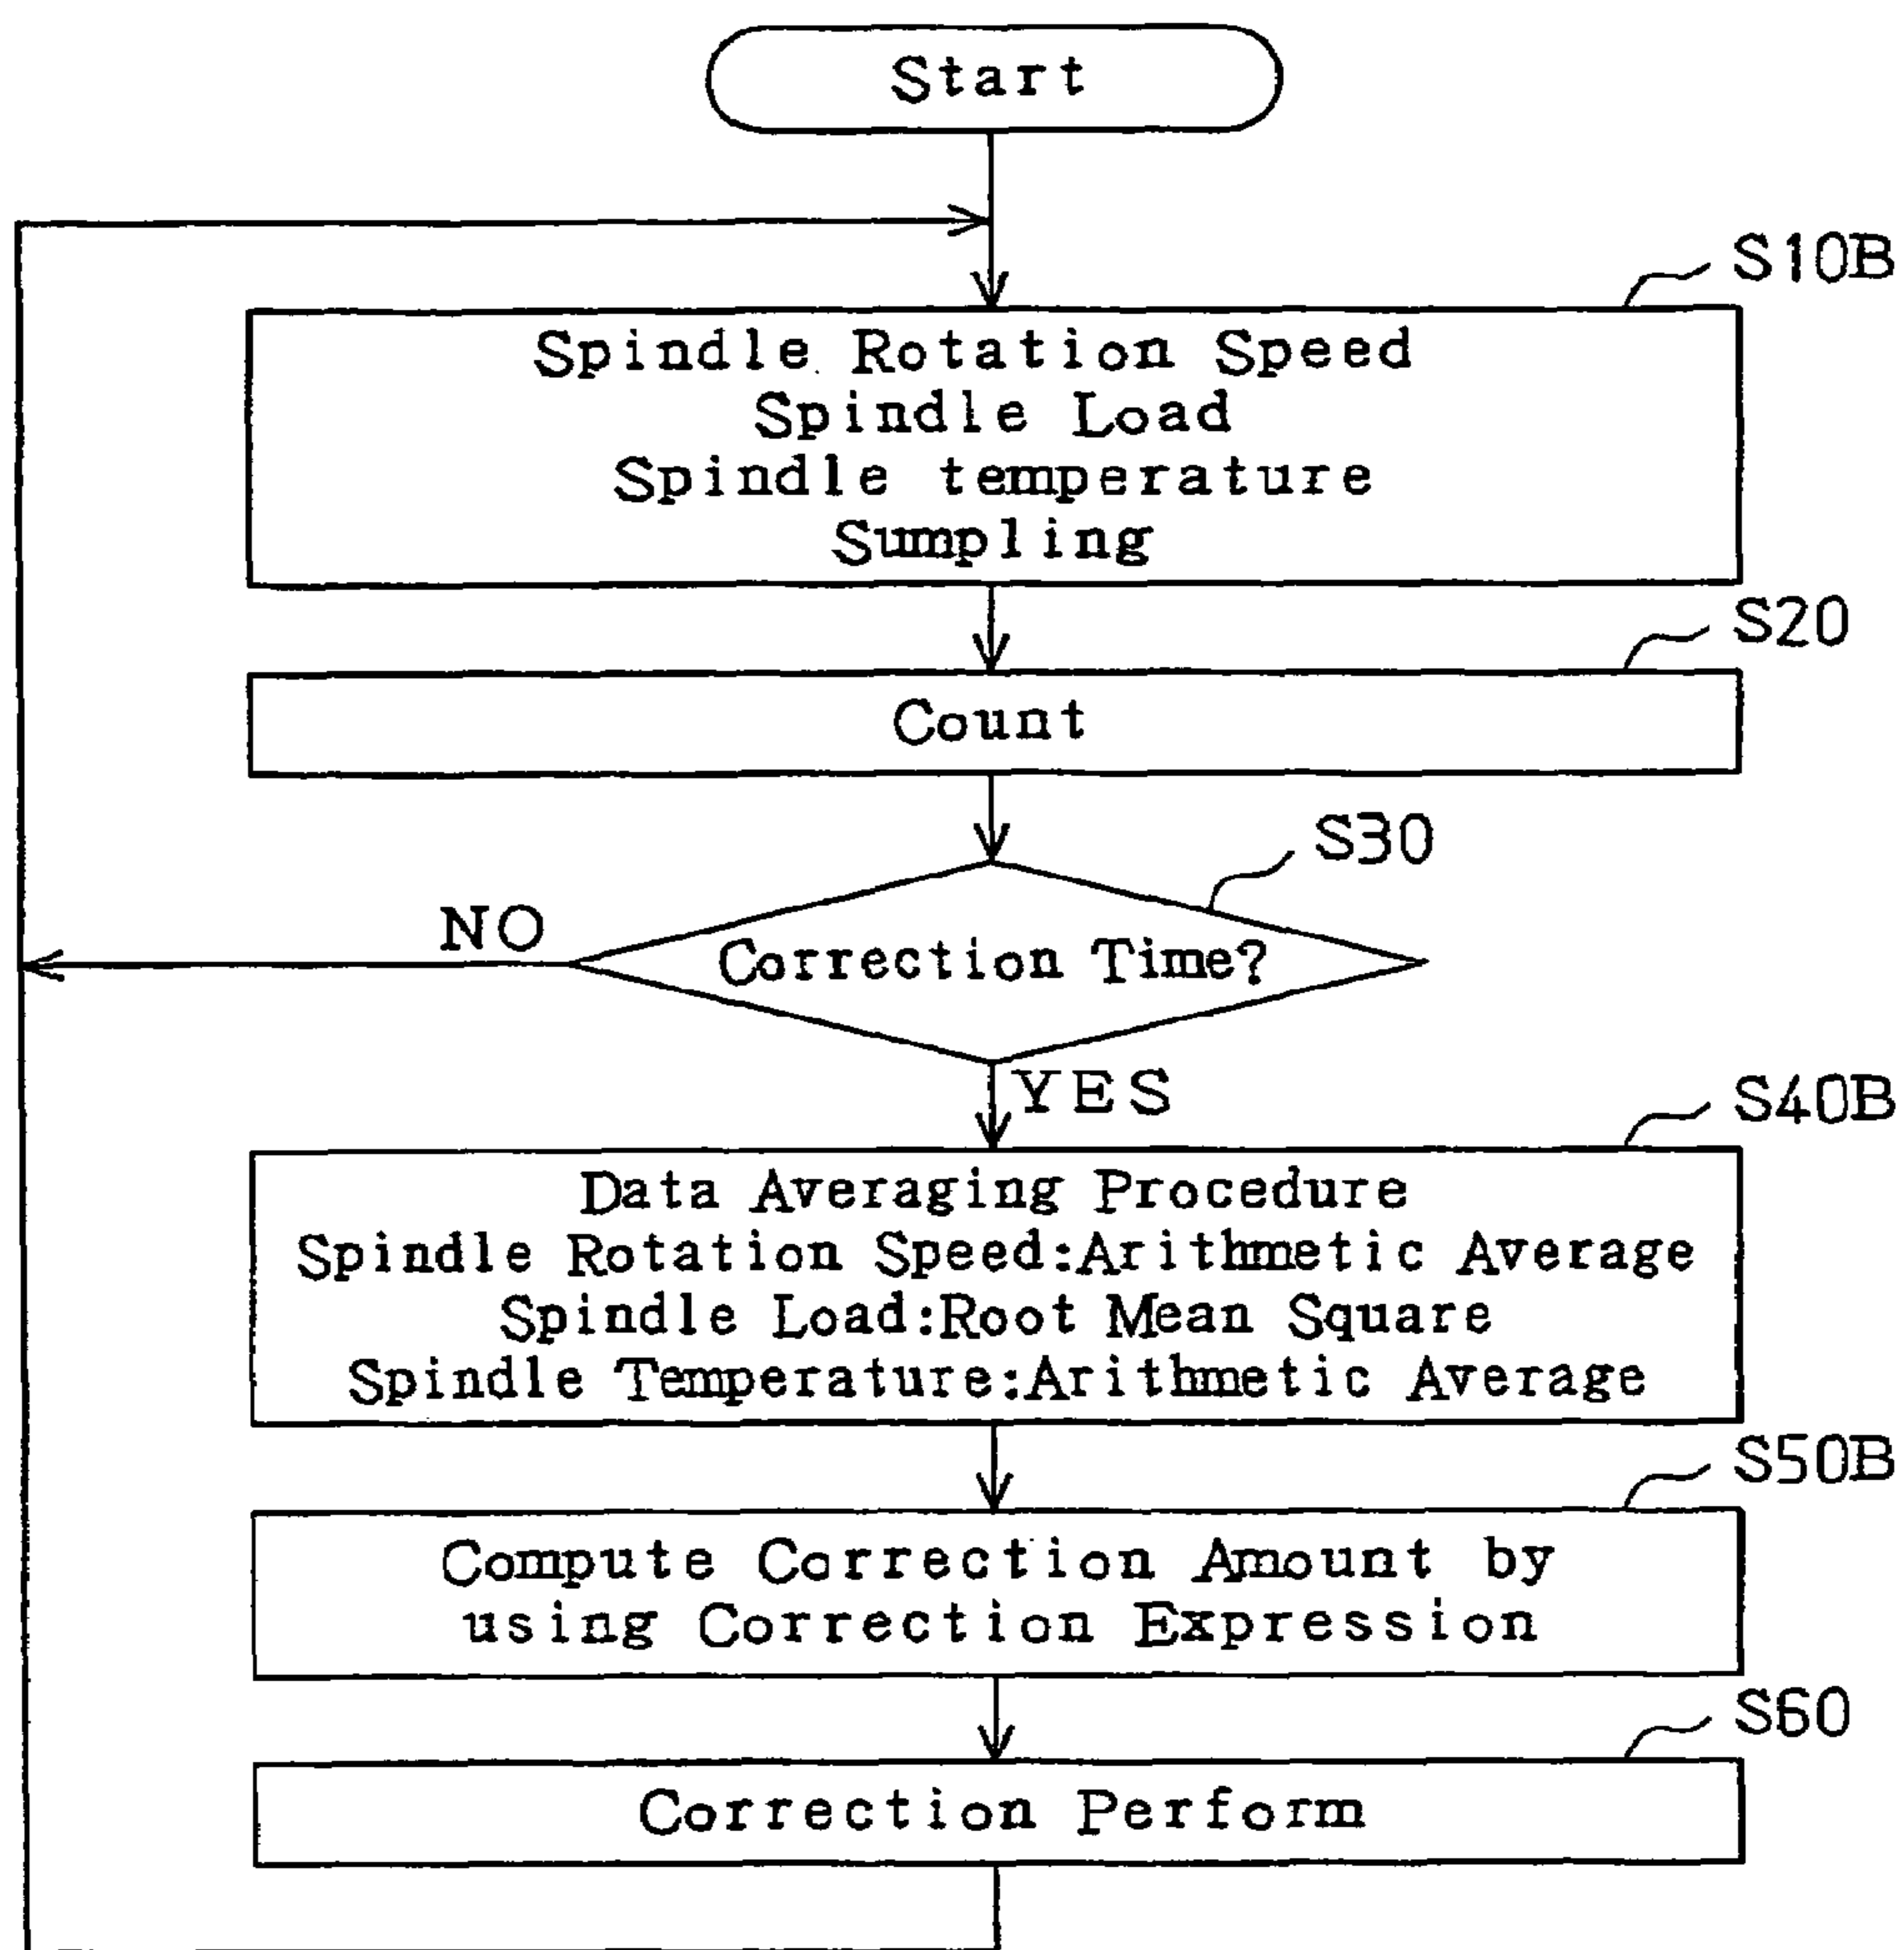 Start
S10B
Spindle Rotation Speed
Spindle Load
Spindle temperature
Sumpling
S20
Count
S30
NO
Correction Time?
YES
S40B
Data Averaging Procedure
Spindle Rotation Speed:Arithmetic Average
Spindle Load:Root Mean Square
Spindle Temperature:Arithmetic Average
S50B
Compute Correction Amount by
using Correction Expression
S60
Correction Perform